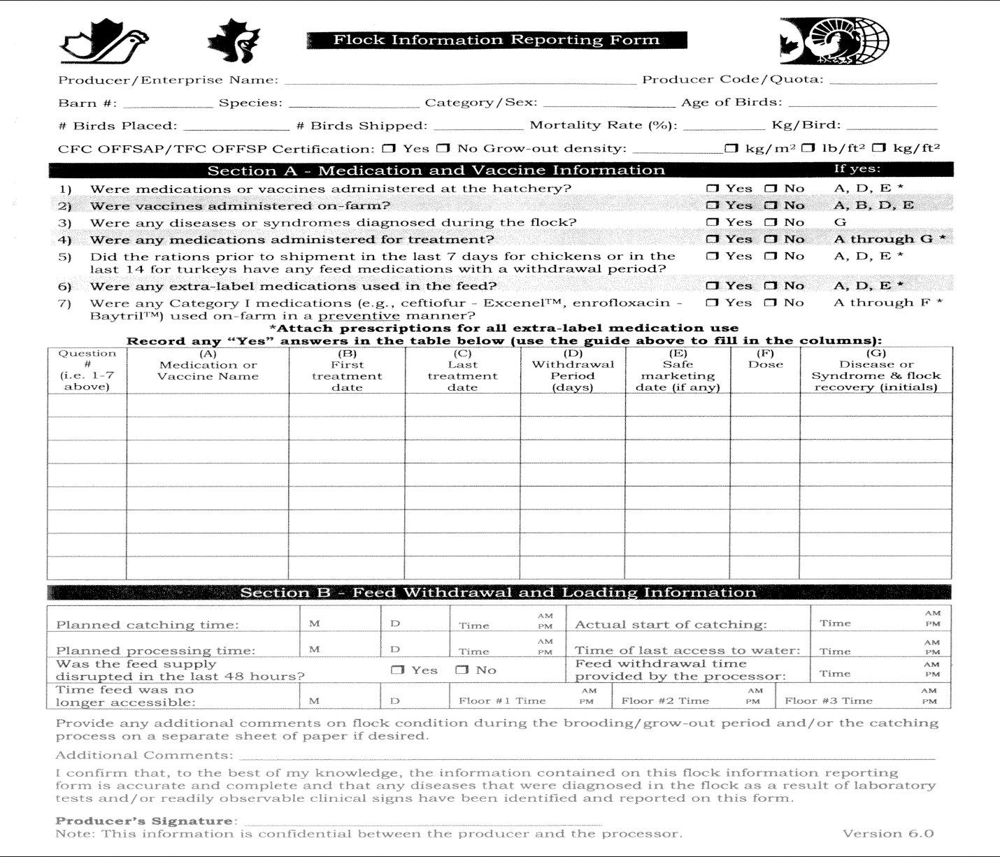 Flock Information Reporting Form
Producer/Enterprise Name: Producer Code/Quota:
Barn #: Species: Category/Sex: Age of Birds:
# Birds Placed: # Birds Shipped: Mortality Rate (%): Kg/Bird:
CFC OFFSAP/TFC OFFSP Certification: ❒ Yes ❒ No Grow-out density: ❒ kg/m² ❒ lb/ft² ❒ kg/ft²
Section A - Medication and Vaccine Information If yes:
1) Were medications or vaccines administered at the hatchery? ❒ Yes ❒ No A, D, E *
2) Were vaccines administered on-farm? ❒ Yes ❒ No A, B, D, E
3) Were any diseases or syndromes diagnosed during the flock? ❒ Yes ❒ No G
4) Were any medications administered for treatment? ❒ Yes ❒ No A through G *
5) Did the rations prior to shipment in the last 7 days for chickens or in the ❒ Yes ❒ No A, D, E *
last 14 for turkeys have any feed medications with a withdrawal period?
6) Were any extra-label medications used in the feed? ❒ Yes ❒ No A, D, E *
7) Were any Category I medications (e.g., ceftiofur - Excenel™, enrofloxacin - ❒ Yes ❒ No A through F *
Baytril™) used on-farm in a preventive manner?
*Attach prescriptions for all extra-label medication use
Record any “Yes” answers in the table below (use the guide above to fill in the columns):
Question (A) (B) (C) (D) (E) (F) (G)
# Medication or First Last Withdrawal Safe Dose Disease or
(i.e. 1-7 Vaccine Name treatment treatment Period marketing Syndrome & flock
above) date date (days) date (if any) recovery (initials)
Section B - Feed Withdrawal and Loading Information
Planned catching time: M D Time AM PM Actual start of catching: Time AM PM
Planned processing time: M D Time AM PM Time of last access to water: Time AM PM
Was the feed supply Feed withdrawal time AM
disrupted in the last 48 hours? ❒ Yes ❒ No provided by the processor: Time PM
Time feed was no AM AM AM
longer accessible: M D Floor #1 Time PM Floor #2 Time PM Floor #3 Time PM
Provide any additional comments on flock condition during the brooding/grow-out period and/or the catching
process on a separate sheet of paper if desired.
Additional Comments:
I confirm that, to the best of my knowledge, the information contained on this flock information reporting
form is accurate and complete and that any diseases that were diagnosed in the flock as a result of laboratory
tests and/or readily observable clinical signs have been identified and reported on this form.
Producer's Signature:
Note: This information is confidential between the producer and the processor. Version 6.0